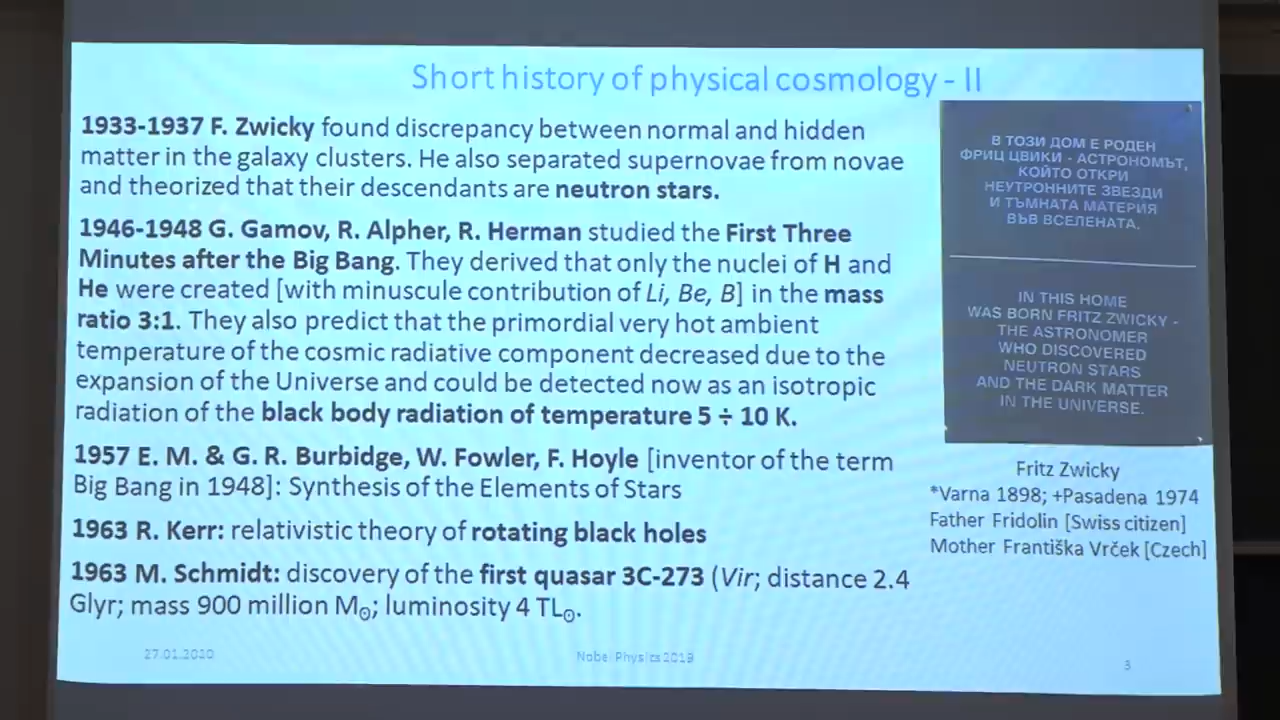 Short history of physical cosmology - II
1933-1937 F. Zwicky found discrepancy between normal and hidden
matter in the galaxy clusters. He also separated supernovae from novae
and theorized that their descendants are neutron stars.
1946-1948 G. Gamov, R. Alpher, R. Herman studied the First Three
Minutes after the Big Bang. They derived that only the nuclei of H and
He were created [with minuscule contribution of Li, Be, B] in the mass
ratio 3:1. They also predict that the primordial very hot ambient
temperature of the cosmic radiative component decreased due to the
expansion of the Universe and could be detected now as an isotropic
radiation of the black body radiation of temperature 5 ÷ 10 K.
1957 E. M. & G. R. Burbidge, W. Fowler, F. Hoyle [inventor of the term
Big Bang in 1948]: Synthesis of the Elements of Stars
1963 R. Kerr: relativistic theory of rotating black holes
1963 M. Schmidt: discovery of the first quasar 3C-273 (Vir; distance 2.4
Glyr; mass 900 million M☉; luminosity 4 TL☉.
В ТОЗИ ДОМ Е РОДЕН
ФРИЦ ЦВИКИ - АСТРОНОМЪТ,
КОЙТО ОТКРИ
НЕУТРОННИТЕ ЗВЕЗДИ
И ТЪМНАТА МАТЕРИЯ
ВЪВ ВСЕЛЕНАТА.
IN THIS HOME
WAS BORN FRITZ ZWICKY -
THE ASTRONOMER
WHO DISCOVERED
NEUTRON STARS
AND THE DARK MATTER
IN THE UNIVERSE.
Fritz Zwicky
*Varna 1898; +Pasadena 1974
Father Fridolin [Swiss citizen]
Mother Františka Vrček [Czech]
27.01.2020
Nobel Physics 2019
3